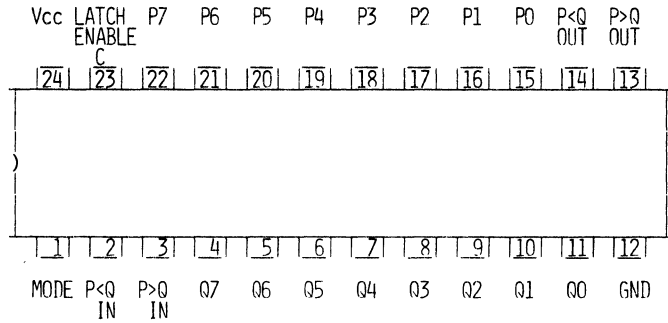 Vcc LATCH P7 P6 P5 P4 P3 P2 P1 P0 P<Q P>Q
ENABLE OUT OUT
C
24 23 22 21 20 19 18 17 16 15 14 13
1 2 3 4 5 6 7 8 9 10 11 12
MODE P<Q P>Q Q7 Q6 Q5 Q4 Q3 Q2 Q1 Q0 GND
IN IN